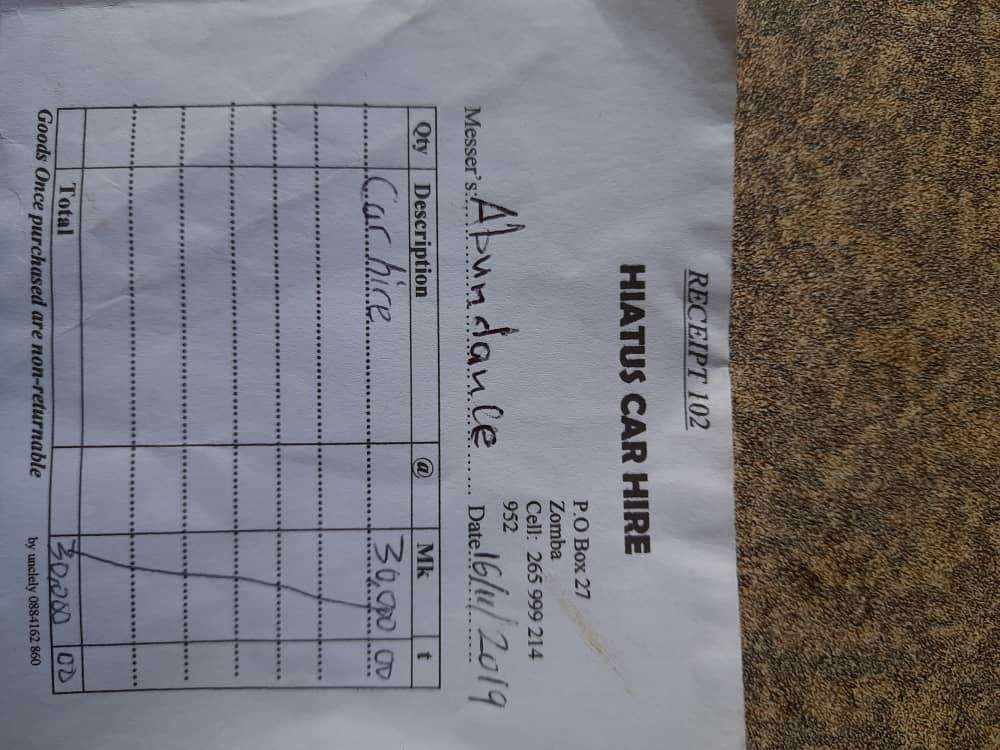 RECEIPT 102
HIATUS CAR HIRE
P.O Box 27
Zomba
Cell: 265 999 214
952
Messer's:Abundance Date.16/11/2019
Qty Description @ Mk t
Car hire 30,000 00
Total 30,000 00
Goods Once purchased are non-returnable by unclely 0884162 860